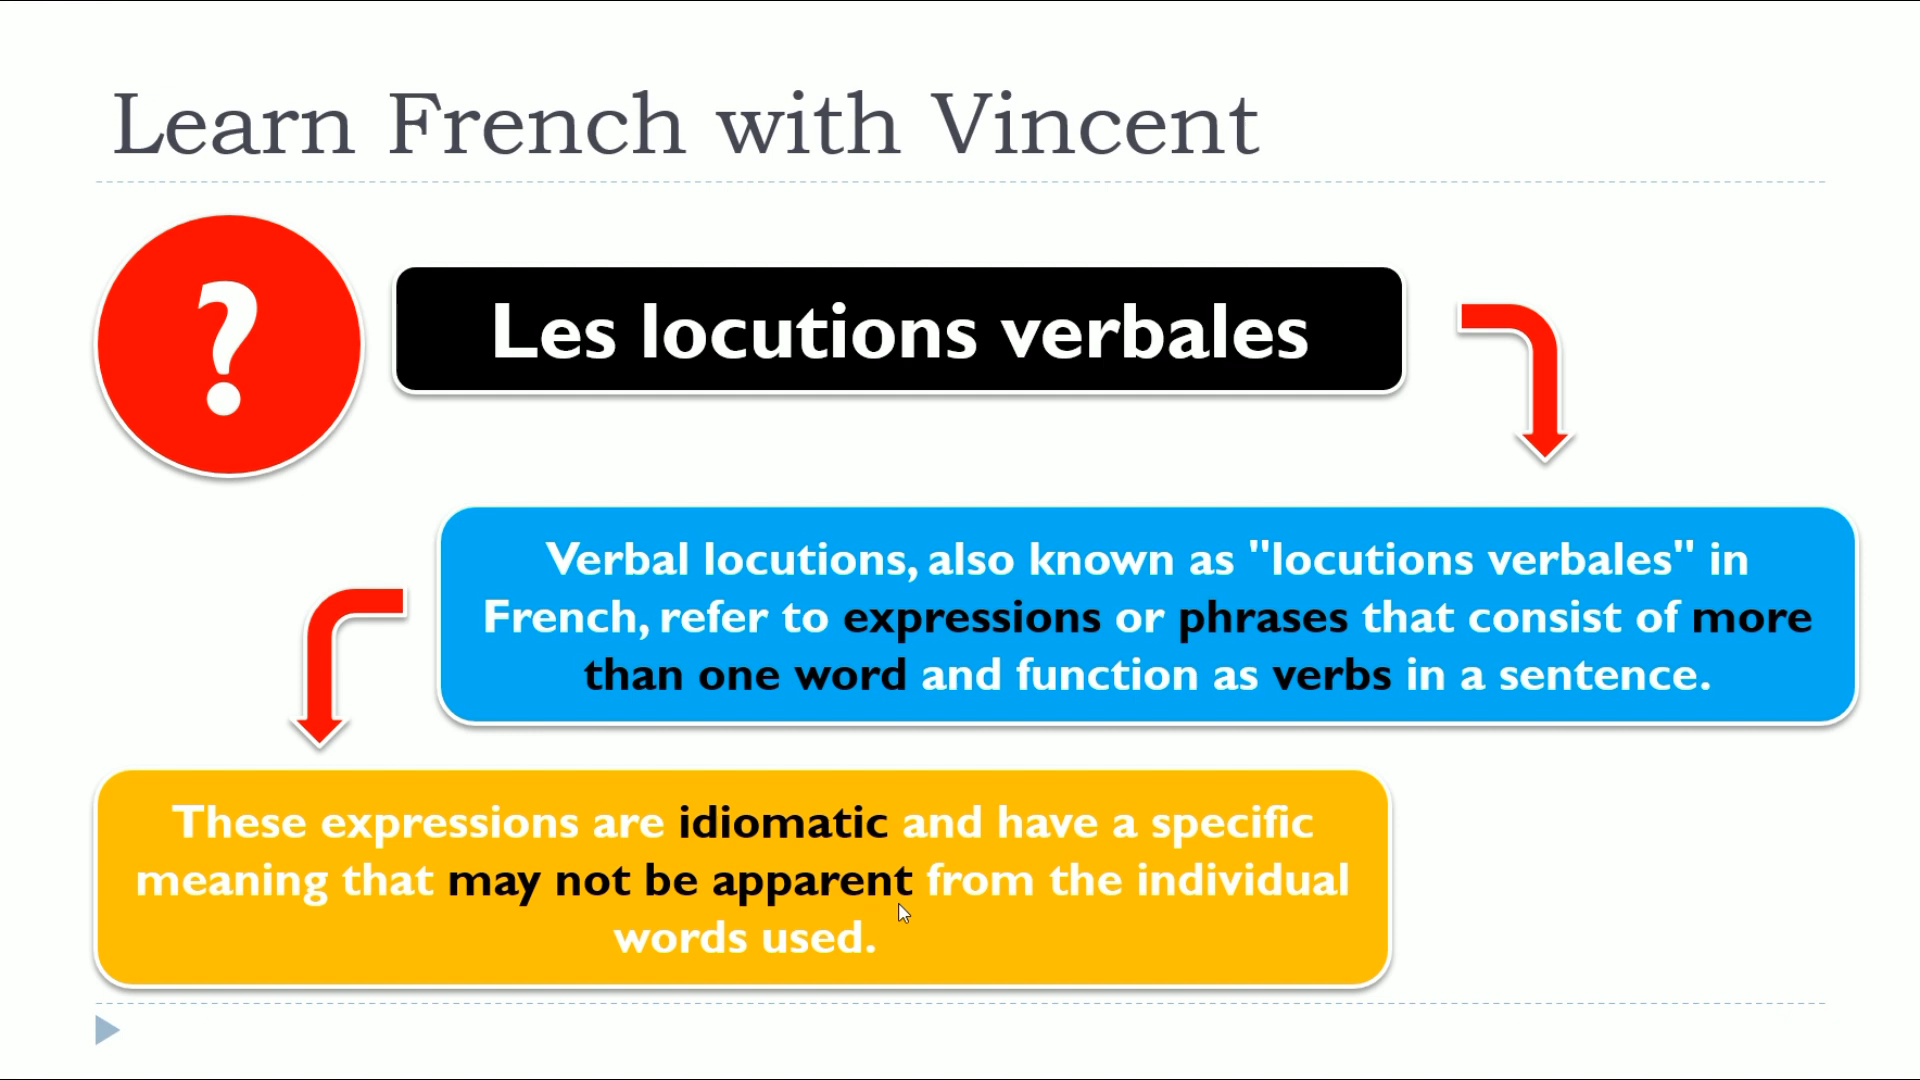 Learn French with Vincent
?
Les locutions verbales
Verbal locutions, also known as "locutions verbales" in
French, refer to expressions or phrases that consist of more
than one word and function as verbs in a sentence.
These expressions are idiomatic and have a specific
meaning that may not be apparent from the individual
words used.